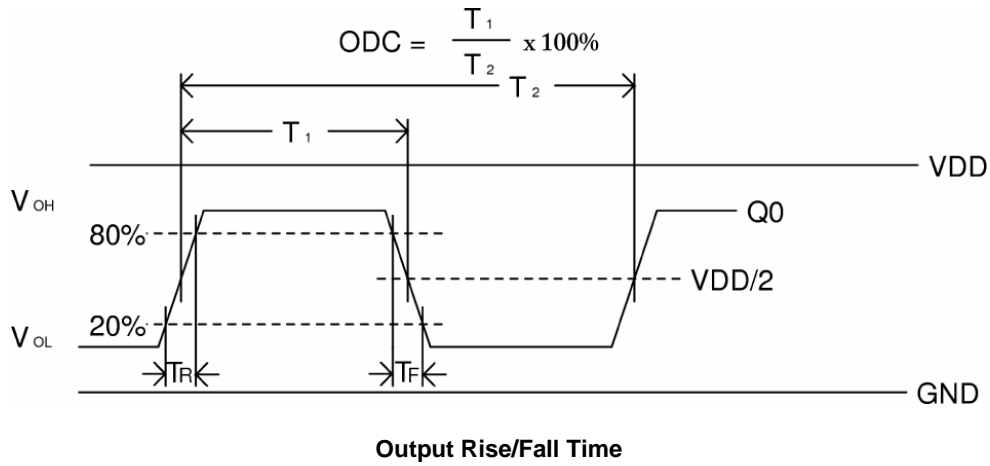 ODC = T1/T2 x 100%
T2
T1
VDD
VOH
Q0
80%
VDD/2
20%
VOL
TR
TF
GND
Output Rise/Fall Time